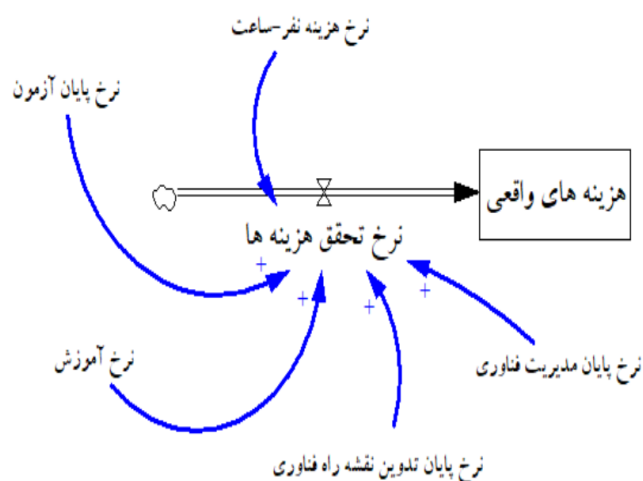 نرخ هزینه نفر-ساعت
نرخ پایان آزمون
هزینه های واقعی
نرخ تحقق هزینه ها
+
+
+
+
نرخ آموزش
نرخ پایان مدیریت فناوری
نرخ پایان تدوین نقشه راه فناوری